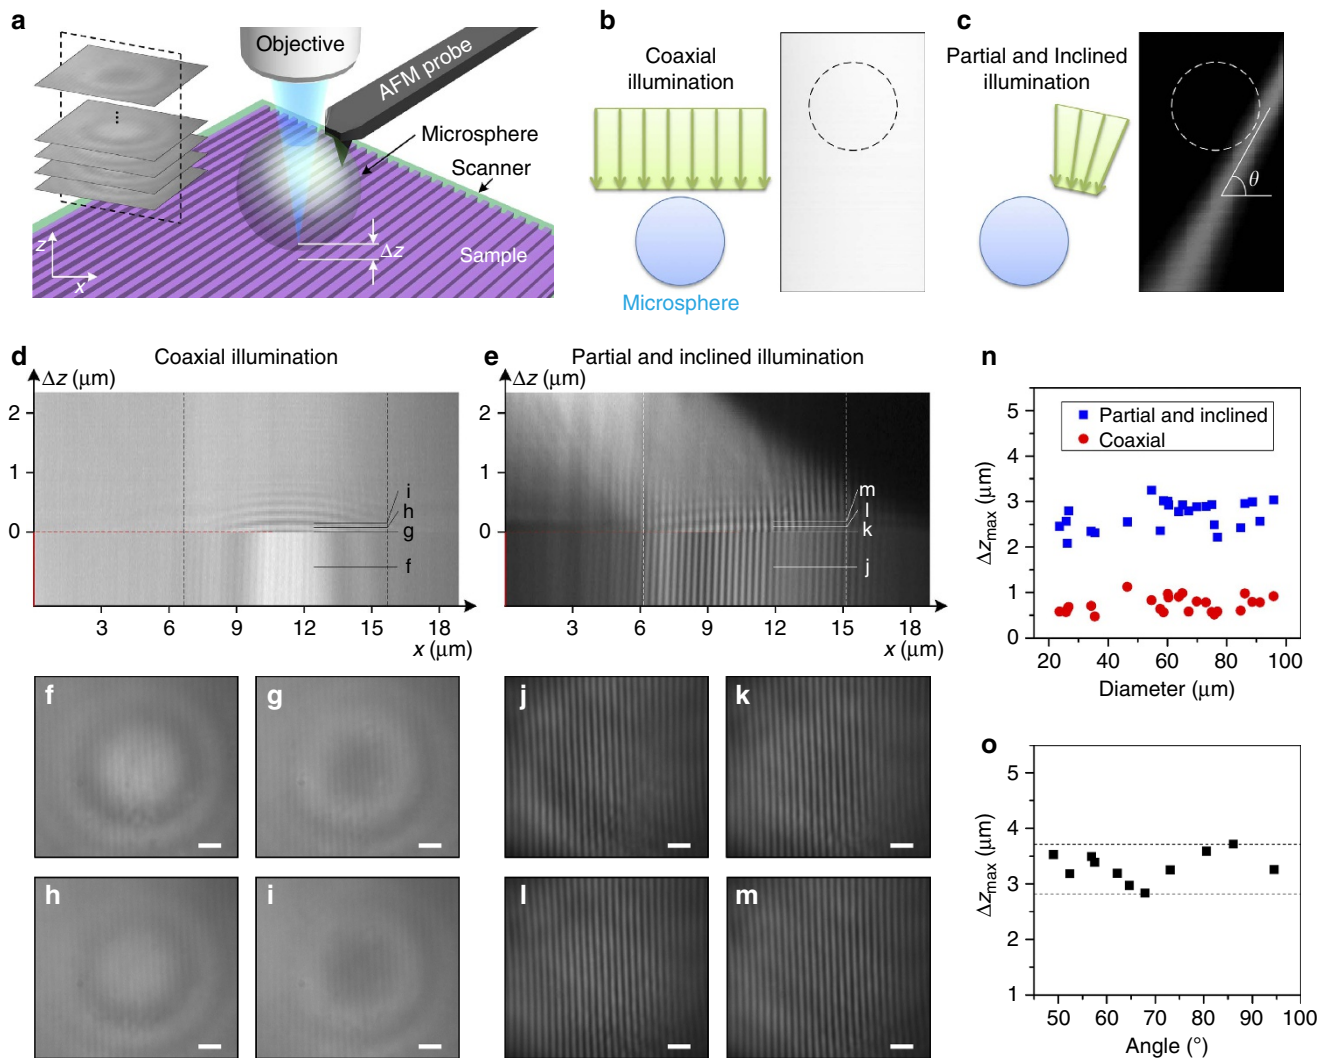 a
Objective
AFM probe
Microsphere
Scanner
Δz
Sample
z
x
b
Coaxial
illumination
Microsphere
c
Partial and Inclined
illumination
θ
d
Coaxial illumination
Δz (μm)
2
1
0
i
h
g
f
3
6
9
12
15
18
x (μm)
e
Partial and inclined illumination
Δz (μm)
2
1
0
m
l
k
j
3
6
9
12
15
18
x (μm)
f
g
h
i
j
k
l
m
n
Δzmax (μm)
5
4
3
2
1
0
Partial and inclined
Coaxial
20
40
60
80
100
Diameter (μm)
o
Δzmax (μm)
5
4
3
2
1
50
60
70
80
90
100
Angle (°)